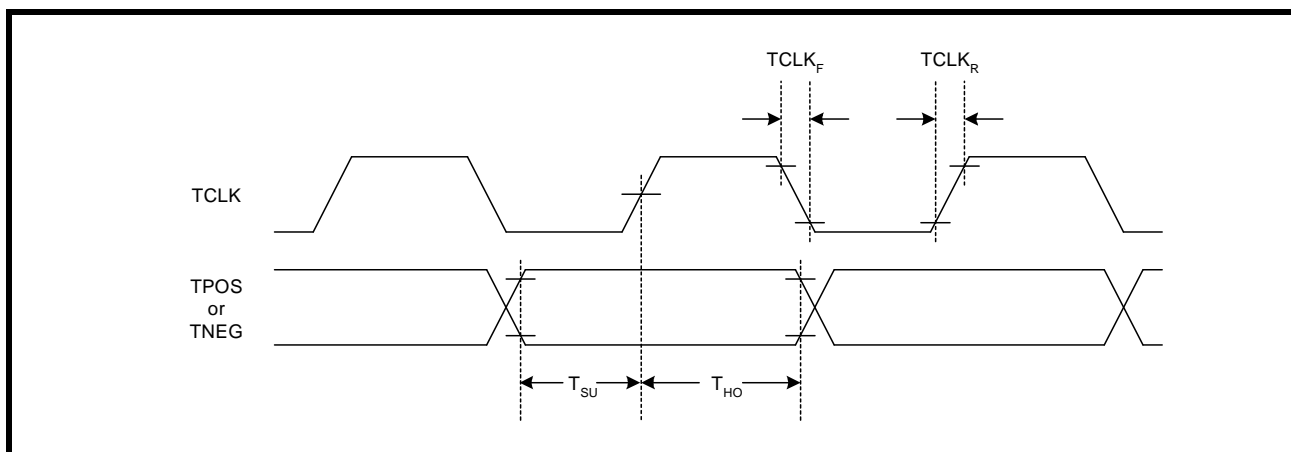 TCLKF
TCLKR
TCLK
TPOS
or
TNEG
TSU
THO